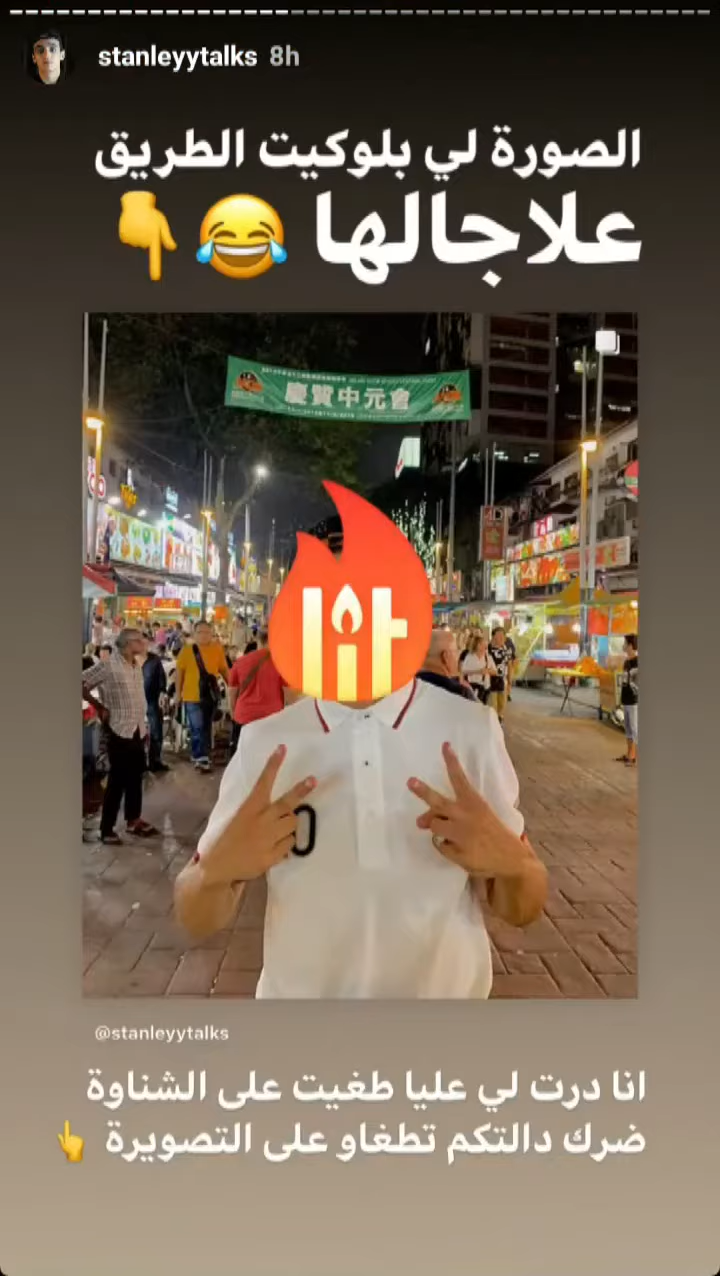 stanleyytalks 8h
الصورة لي بلوكيت الطريق
علاجالها 😂👇
慶賀中元會
lit
0
@stanleyytalks
انا درت لي عليا طغيت على الشناوة
ضرك دالتكم تطغاو على التصويرة 👆